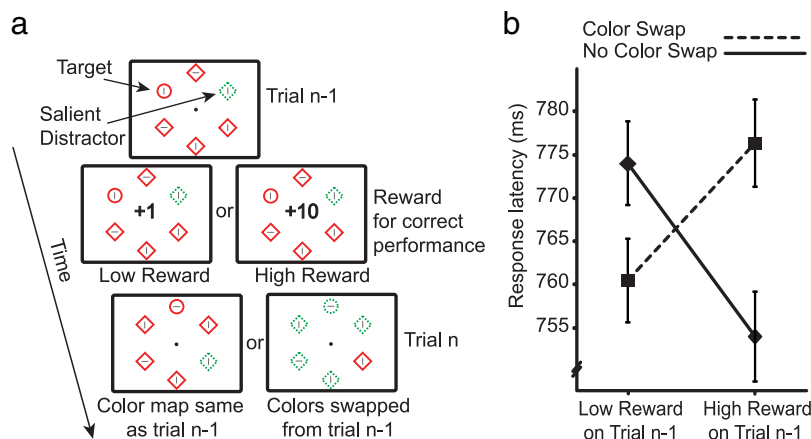 a
Target
Salient
Distractor
Trial n-1
+1
or
+10
Reward
for correct
performance
Low Reward
High Reward
Time
or
Trial n
Color map same
as trial n-1
Colors swapped
from trial n-1
b
Color Swap
No Color Swap
Response latency (ms)
780
775
770
765
760
755
Low Reward
on Trial n-1
High Reward
on Trial n-1